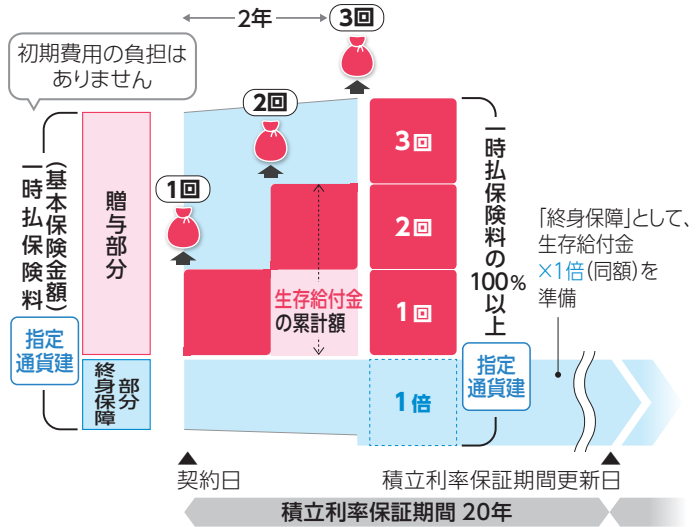 2年
3回
初期費用の負担は
ありません
2回
1回
一時払保険料
(基本保険金額)
指定
通貨建
贈与部分
終身保障
部分
生存給付金
の累計額
3回
2回
1回
1倍
一時払保険料の
100%
以上
指定
通貨建
「終身保障」として、
生存給付金
×1倍(同額)を
準備
契約日
積立利率保証期間更新日
積立利率保証期間 20年